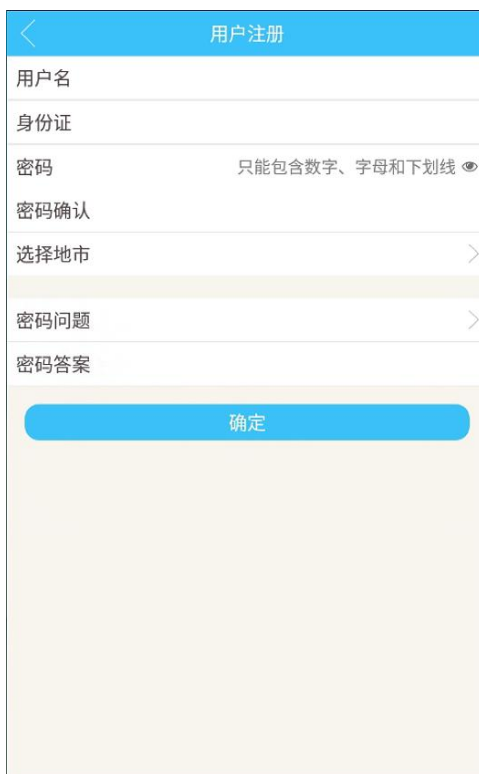 用户注册
用户名
身份证
密码 只能包含数字、字母和下划线
密码确认
选择地市
密码问题
密码答案
确定